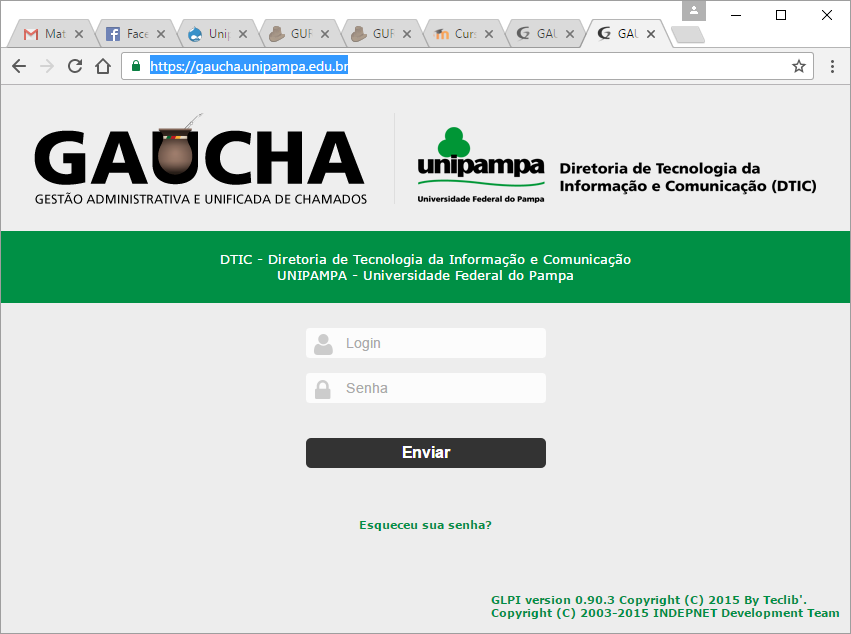 Mat
Face
Unip
GUR
GUR
Curs
GAU
GAU
https://gaucha.unipampa.edu.br
GAUCHA
GESTÃO ADMINISTRATIVA E UNIFICADA DE CHAMADOS
unipampa
Universidade Federal do Pampa
Diretoria de Tecnologia da
Informação e Comunicação (DTIC)
DTIC - Diretoria de Tecnologia da Informação e Comunicação
UNIPAMPA - Universidade Federal do Pampa
Login
Senha
Enviar
Esqueceu sua senha?
GLPI version 0.90.3 Copyright (C) 2015 By Teclib'.
Copyright (C) 2003-2015 INDEPNET Development Team